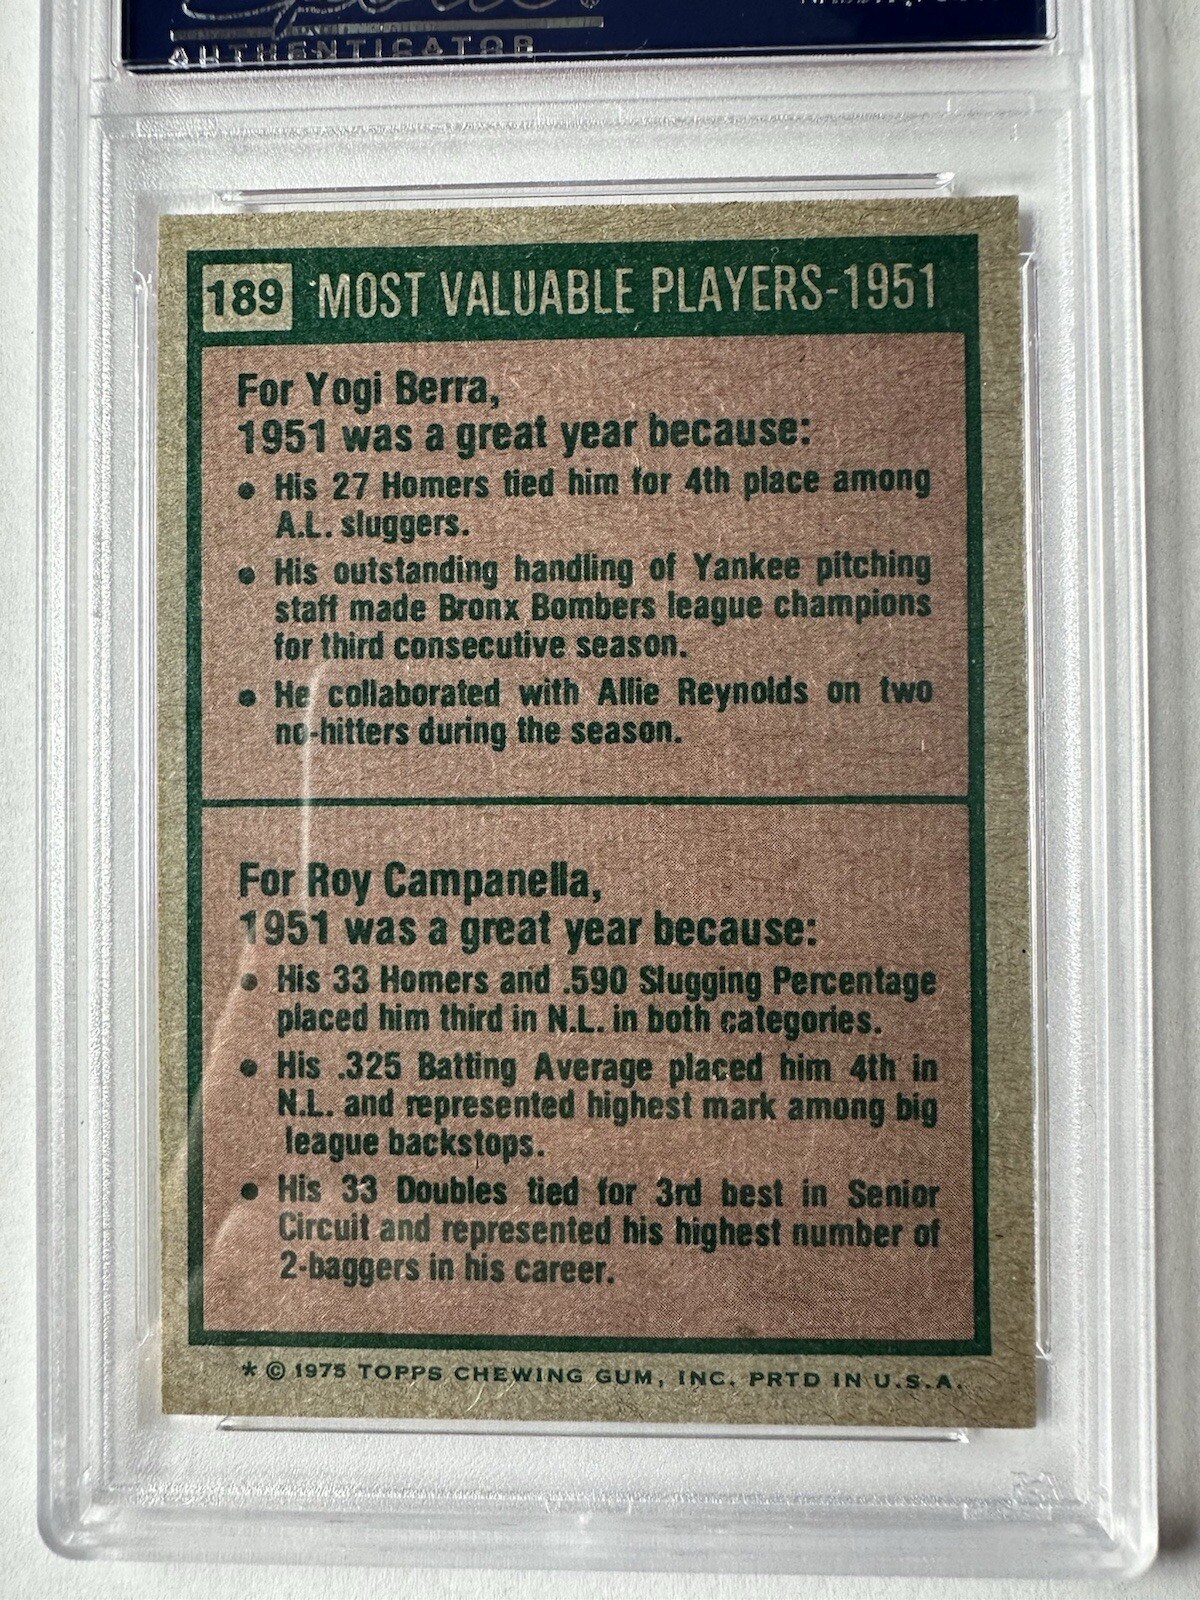 AUTHENTICATOR
189 MOST VALUABLE PLAYERS-1951
For Yogi Berra,
1951 was a great year because:
• His 27 Homers tied him for 4th place among
A.L. sluggers.
• His outstanding handling of Yankee pitching
staff made Bronx Bombers league champions
for third consecutive season.
• He collaborated with Allie Reynolds on two
no-hitters during the season.
For Roy Campanella,
1951 was a great year because:
• His 33 Homers and .590 Slugging Percentage
placed him third in N.L. in both categories.
• His .325 Batting Average placed him 4th in
N.L. and represented highest mark among big
league backstops.
• His 33 Doubles tied for 3rd best in Senior
Circuit and represented his highest number of
2-baggers in his career.
* © 1975 TOPPS CHEWING GUM, INC. PRTD IN U.S.A.